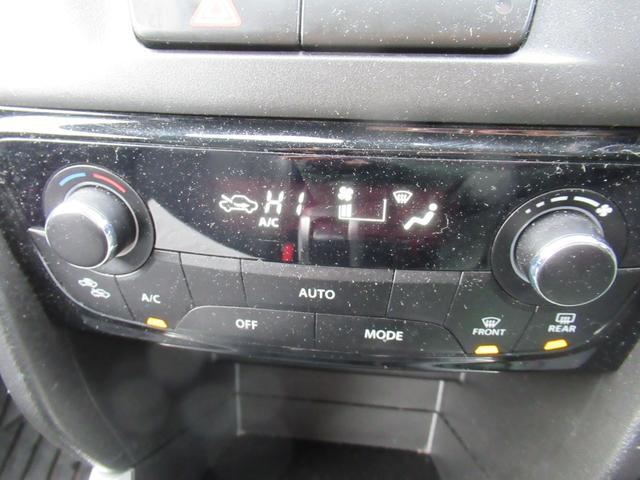 HI
A/C
AUTO
A/C
OFF
MODE
FRONT
REAR